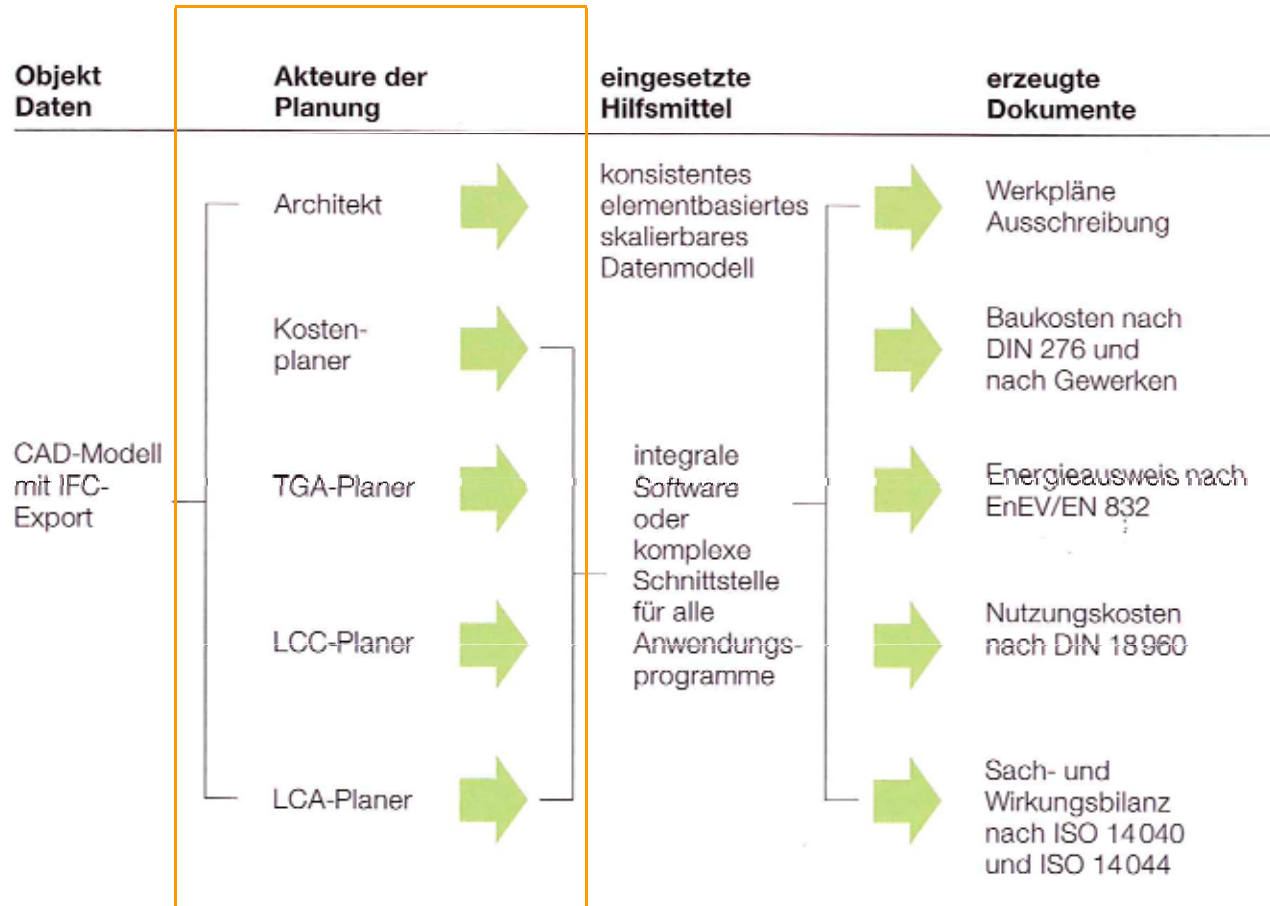 Objekt
Daten
Akteure der
Planung
eingesetzte
Hilfsmittel
erzeugte
Dokumente
CAD-Modell
mit IFC-
Export
Architekt
Kosten-
planer
TGA-Planer
LCC-Planer
LCA-Planer
konsistentes
elementbasiertes
skalierbares
Datenmodell
integrale
Software
oder
komplexe
Schnittstelle
für alle
Anwendungs-
programme
Werkpläne
Ausschreibung
Baukosten nach
DIN 276 und
nach Gewerken
Energieausweis nach
EnEV/EN 832
Nutzungskosten
nach DIN 18960
Sach- und
Wirkungsbilanz
nach ISO 14040
und ISO 14044